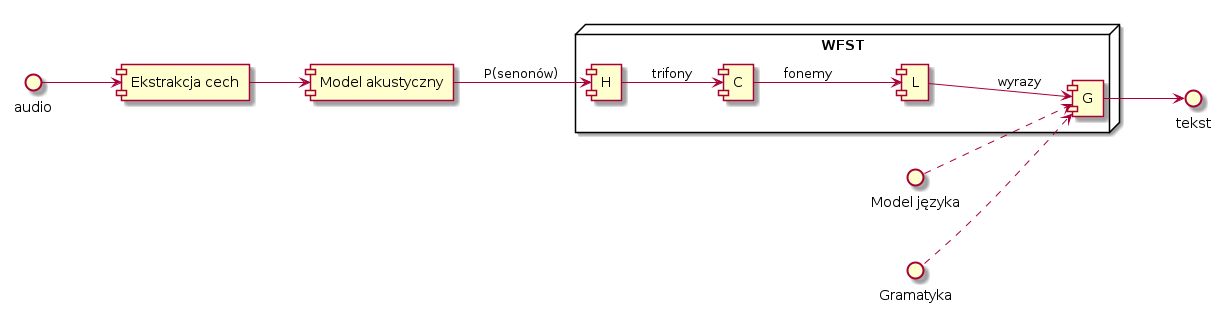 WFST
audio
Ekstrakcja cech
Model akustyczny
P(senonów)
H
trifony
C
fonemy
L
wyrazy
G
tekst
Model języka
Gramatyka